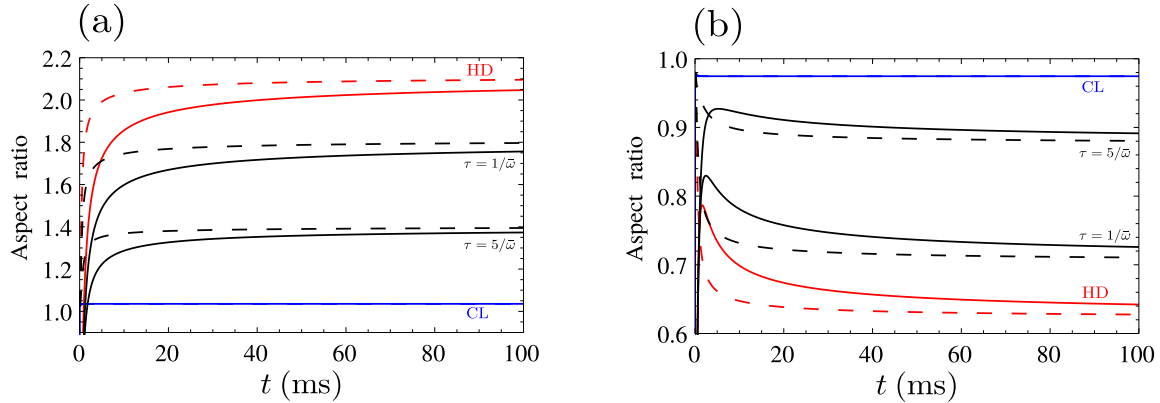 (a)
2.2
2.0
1.8
1.6
1.4
1.2
1.0
Aspect ratio
HD
τ = 1/ω̄
τ = 5/ω̄
CL
0 20 40 60 80 100
t (ms)
(b)
1.0
0.9
0.8
0.7
0.6
Aspect ratio
CL
τ = 5/ω̄
τ = 1/ω̄
HD
0 20 40 60 80 100
t (ms)